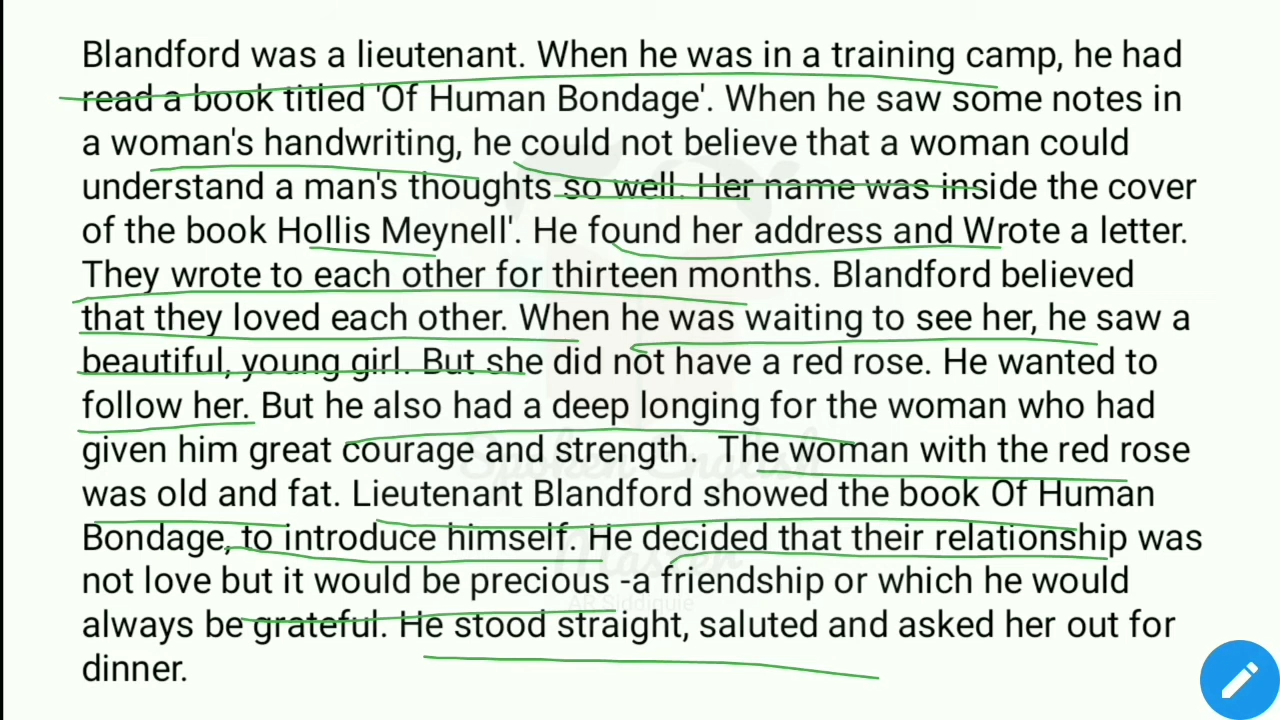 Blandford was a lieutenant. When he was in a training camp, he had
read a book titled 'Of Human Bondage'. When he saw some notes in
a woman's handwriting, he could not believe that a woman could
understand a man's thoughts so well. Her name was inside the cover
of the book Hollis Meynell'. He found her address and Wrote a letter.
They wrote to each other for thirteen months. Blandford believed
that they loved each other. When he was waiting to see her, he saw a
beautiful, young girl. But she did not have a red rose. He wanted to
follow her. But he also had a deep longing for the woman who had
given him great courage and strength. The woman with the red rose
was old and fat. Lieutenant Blandford showed the book Of Human
Bondage, to introduce himself. He decided that their relationship was
not love but it would be precious -a friendship or which he would
always be grateful. He stood straight, saluted and asked her out for
dinner.
Spoken English
Master
AR Siddiquie